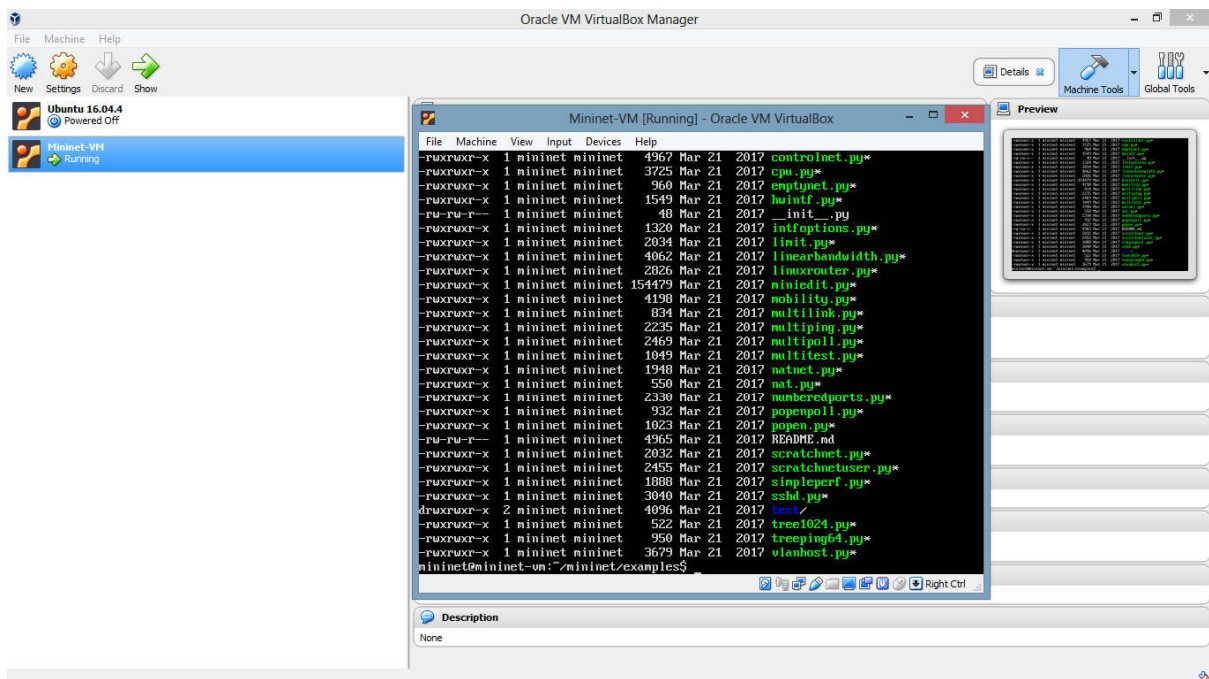 Oracle VM VirtualBox Manager
File Machine Help
New Settings Discard Show
Details
Machine Tools
Global Tools
Ubuntu 16.04.4
Powered Off
Mininet-VM
Running
Preview
Mininet-VM [Running] - Oracle VM VirtualBox
File Machine View Input Devices Help
-rwxrwxr-x 1 mininet mininet 4967 Mar 21 2017 controlnet.py*
-rwxrwxr-x 1 mininet mininet 3725 Mar 21 2017 cpu.py*
-rwxrwxr-x 1 mininet mininet 960 Mar 21 2017 emptynet.py*
-rwxrwxr-x 1 mininet mininet 1549 Mar 21 2017 hwintf.py*
-rw-rw-r-- 1 mininet mininet 48 Mar 21 2017 __init__.py
-rwxrwxr-x 1 mininet mininet 1320 Mar 21 2017 intfoptions.py*
-rwxrwxr-x 1 mininet mininet 2034 Mar 21 2017 limit.py*
-rwxrwxr-x 1 mininet mininet 4062 Mar 21 2017 linearbandwidth.py*
-rwxrwxr-x 1 mininet mininet 2826 Mar 21 2017 linuxrouter.py*
-rwxrwxr-x 1 mininet mininet 154479 Mar 21 2017 miniedit.py*
-rwxrwxr-x 1 mininet mininet 4198 Mar 21 2017 mobility.py*
-rwxrwxr-x 1 mininet mininet 834 Mar 21 2017 multilink.py*
-rwxrwxr-x 1 mininet mininet 2235 Mar 21 2017 multiping.py*
-rwxrwxr-x 1 mininet mininet 2469 Mar 21 2017 multipoll.py*
-rwxrwxr-x 1 mininet mininet 1049 Mar 21 2017 multitest.py*
-rwxrwxr-x 1 mininet mininet 1948 Mar 21 2017 natnet.py*
-rwxrwxr-x 1 mininet mininet 550 Mar 21 2017 nat.py*
-rwxrwxr-x 1 mininet mininet 2330 Mar 21 2017 numberedports.py*
-rwxrwxr-x 1 mininet mininet 932 Mar 21 2017 popenpoll.py*
-rwxrwxr-x 1 mininet mininet 1023 Mar 21 2017 popen.py*
-rw-rw-r-- 1 mininet mininet 4965 Mar 21 2017 README.md
-rwxrwxr-x 1 mininet mininet 2032 Mar 21 2017 scratchnet.py*
-rwxrwxr-x 1 mininet mininet 2455 Mar 21 2017 scratchnetuser.py*
-rwxrwxr-x 1 mininet mininet 1888 Mar 21 2017 simpleperf.py*
-rwxrwxr-x 1 mininet mininet 3040 Mar 21 2017 sshd.py*
drwxrwxr-x 2 mininet mininet 4096 Mar 21 2017 test/
-rwxrwxr-x 1 mininet mininet 522 Mar 21 2017 tree1024.py*
-rwxrwxr-x 1 mininet mininet 950 Mar 21 2017 treeping64.py*
-rwxrwxr-x 1 mininet mininet 3679 Mar 21 2017 vlanhost.py*
mininet@mininet-vm:~/mininet/examples$ _
Right Ctrl
Description
None